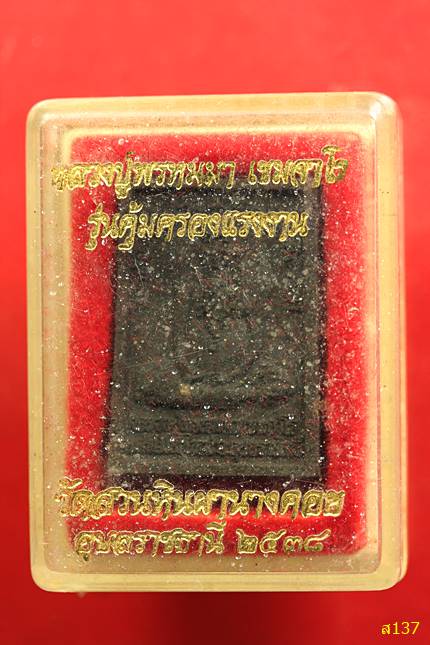 หลวงปู่พรหมมา เขมจาโร
รุ่นคุ้มครองแรงงาน
วัดสวนหินผานางคอย
อุบลราชธานี ๒๕๓๘
ส137